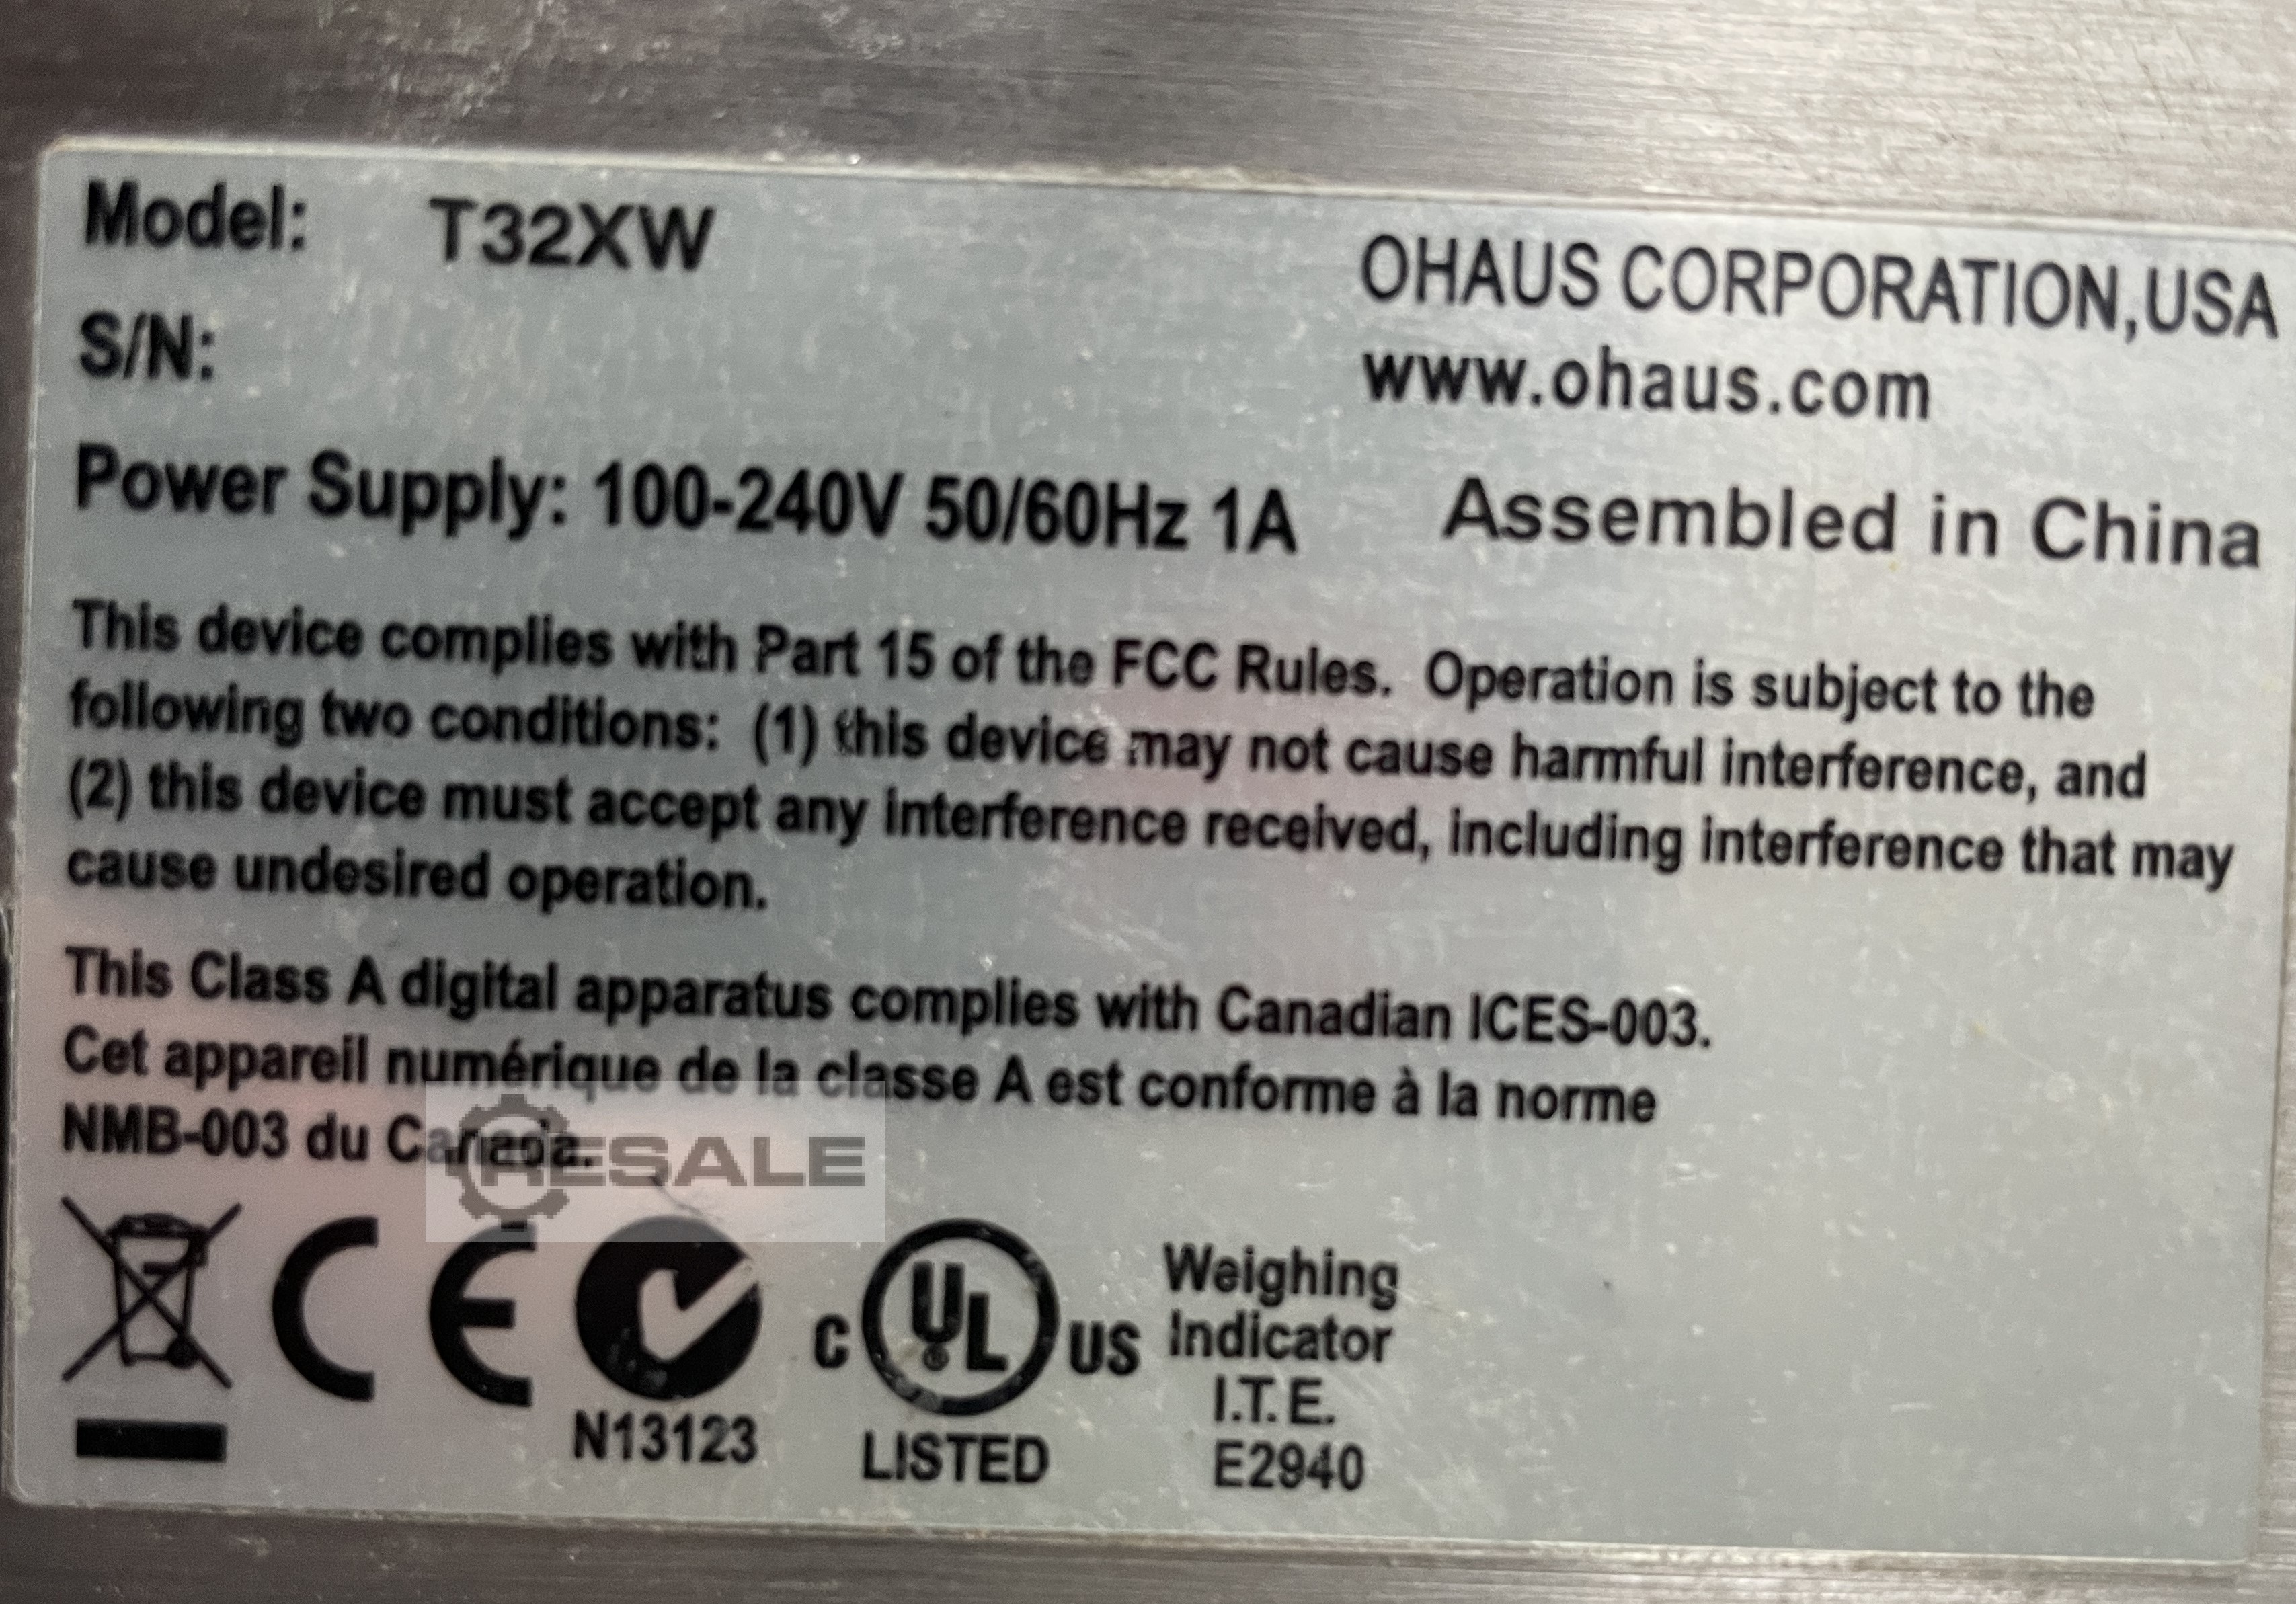 Model: T32XW
OHAUS CORPORATION,USA
S/N:
www.ohaus.com
Power Supply: 100-240V 50/60Hz 1A
Assembled in China
This device complies with Part 15 of the FCC Rules. Operation is subject to the
following two conditions: (1) this device may not cause harmful interference, and
(2) this device must accept any interference received, including interference that may
cause undesired operation.
This Class A digital apparatus complies with Canadian ICES-003.
Cet appareil numérique de la classe A est conforme à la norme
NMB-003 du Canada.
RESALE
CE
N13123
C UL US
®
LISTED
Weighing
Indicator
I.T.E.
E2940